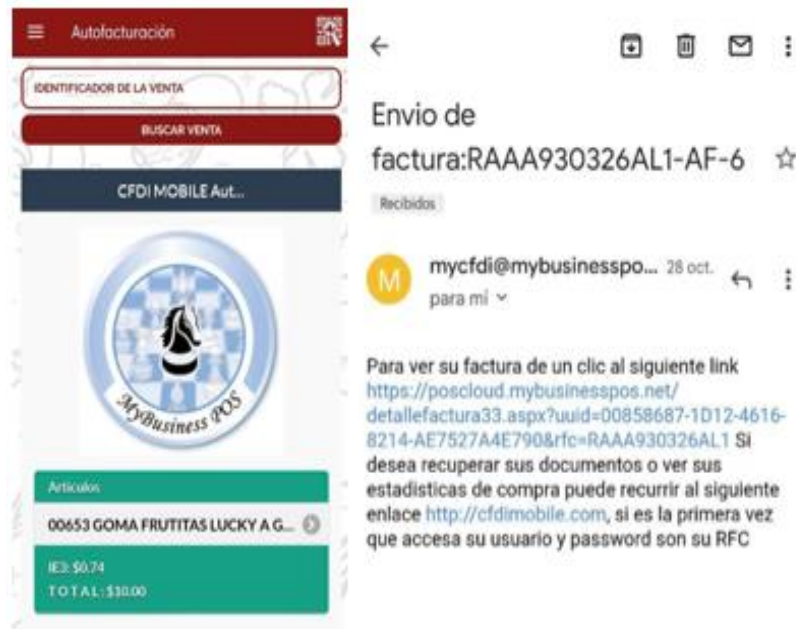 Autofacturación
IDENTIFICADOR DE LA VENTA
BUSCAR VENTA
CFDI MOBILE Aut...
MyBusiness POS
Artículos
00653 GOMA FRUTITAS LUCKY A G...
IE3: $0.74
TOTAL: $10.00
Envio de
factura:RAAA930326AL1-AF-6
Recibidos
M
mycfdi@mybusinesspo... 28 oct.
para mí
Para ver su factura de un clic al siguiente link
https://poscloud.mybusinesspos.net/
detallefactura33.aspx?uuid=00858687-1D12-4616-
8214-AE7527A4E790&rfc=RAAA930326AL1 Si
desea recuperar sus documentos o ver sus
estadisticas de compra puede recurrir al siguiente
enlace http://cfdimobile.com, si es la primera vez
que accesa su usuario y password son su RFC